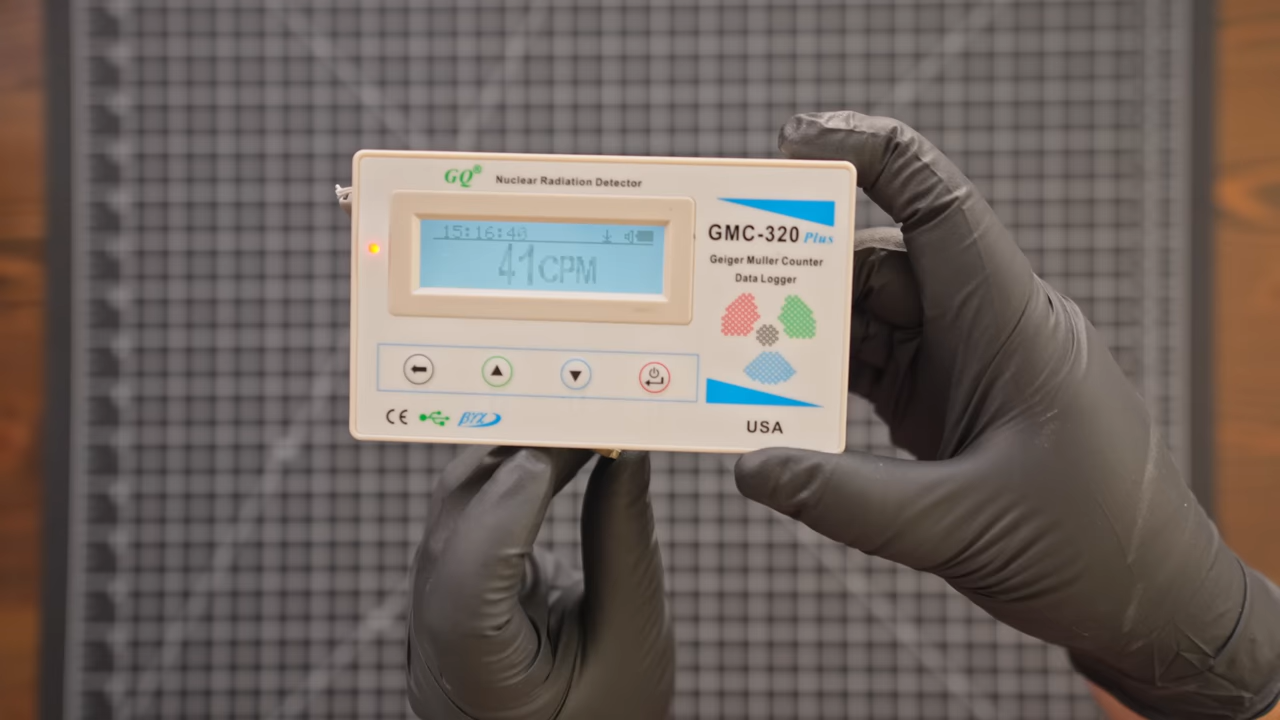 GQ® Nuclear Radiation Detector
15:16:40
41CPM
GMC-320 Plus
Geiger Muller Counter
Data Logger
CE
USA